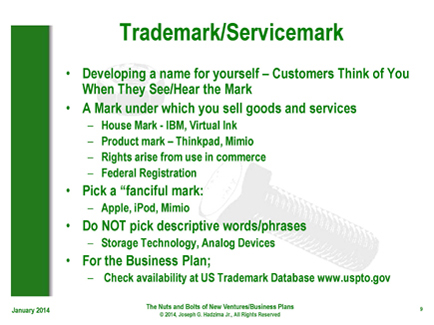 Trademark/Servicemark
• Developing a name for yourself – Customers Think of You
When They See/Hear the Mark
• A Mark under which you sell goods and services
– House Mark - IBM, Virtual Ink
– Product mark – Thinkpad, Mimio
– Rights arise from use in commerce
– Federal Registration
• Pick a “fanciful mark:
– Apple, iPod, Mimio
• Do NOT pick descriptive words/phrases
– Storage Technology, Analog Devices
• For the Business Plan;
– Check availability at US Trademark Database www.uspto.gov
January 2014
The Nuts and Bolts of New Ventures/Business Plans
© 2014, Joseph G. Hadzima Jr., All Rights Reserved
9